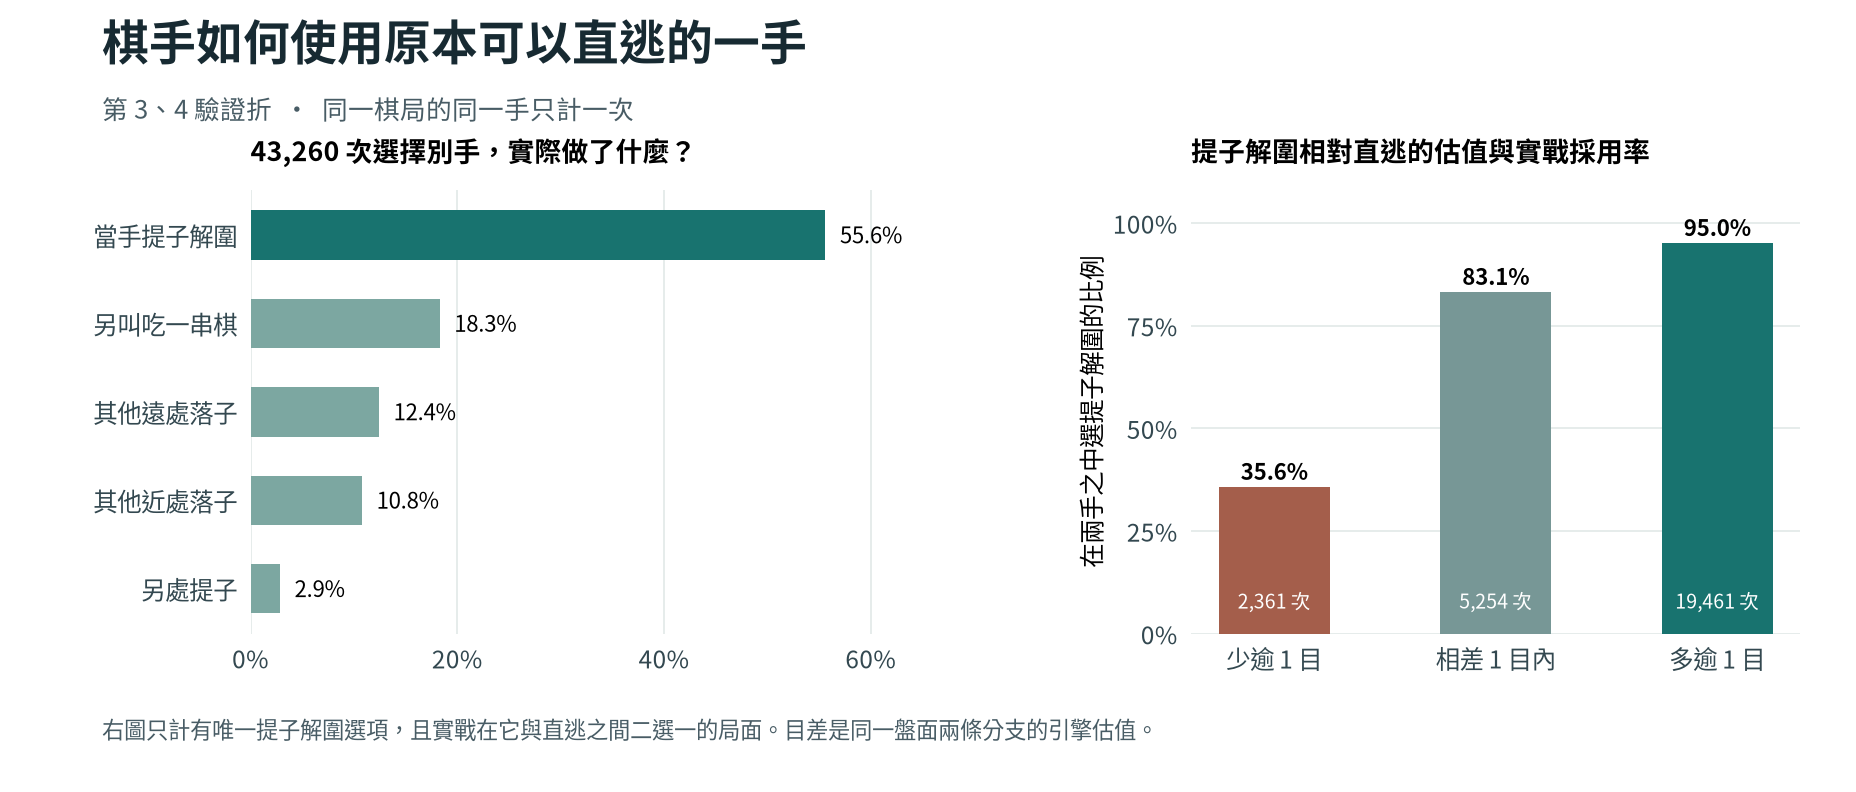 棋手如何使用原本可以直逃的一手
第 3、4 驗證折 · 同一棋局的同一手只計一次
43,260 次選擇別手，實際做了什麼？
當手提子解圍
55.6%
另叫吃一串棋
18.3%
其他遠處落子
12.4%
其他近處落子
10.8%
另處提子
2.9%
0%
20%
40%
60%
提子解圍相對直逃的估值與實戰採用率
在兩手之中選提子解圍的比例
100%
75%
50%
25%
0%
35.6%
83.1%
95.0%
2,361 次
5,254 次
19,461 次
少逾 1 目
相差 1 目內
多逾 1 目
右圖只計有唯一提子解圍選項，且實戰在它與直逃之間二選一的局面。目差是同一盤面兩條分支的引擎估值。